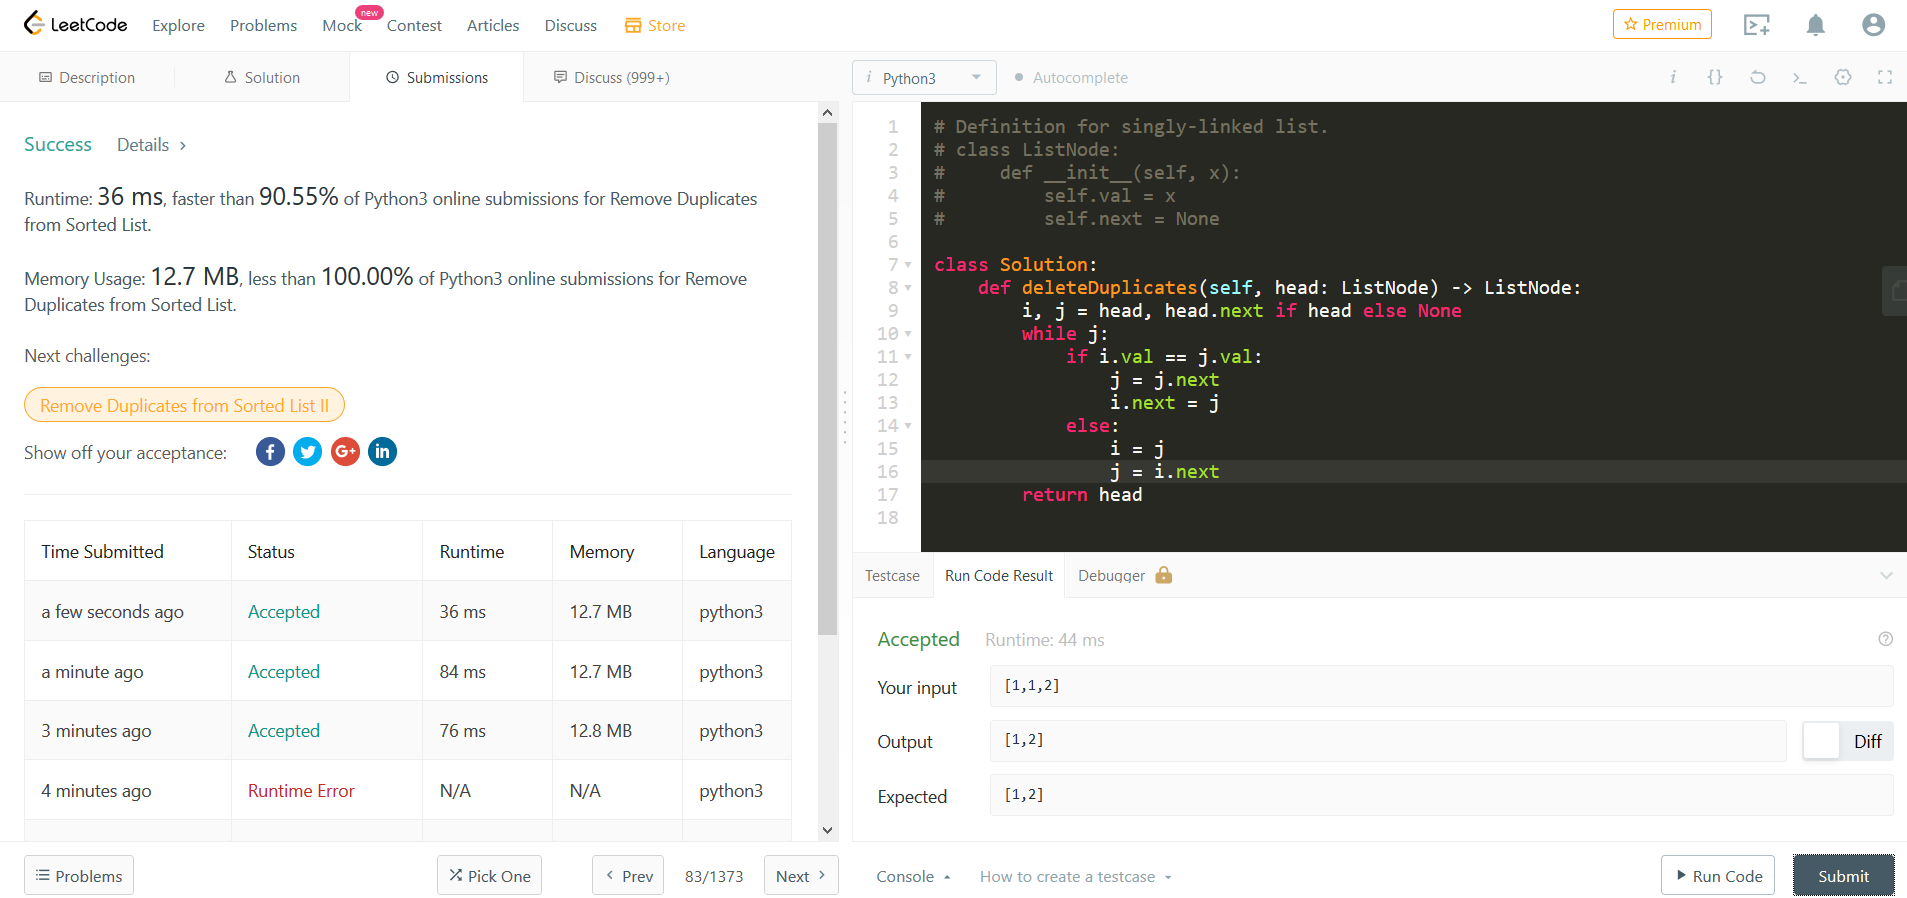 LeetCode Explore Problems Mock new Contest Articles Discuss Store Premium
Description Solution Submissions Discuss (999+)
Success Details >
Runtime: 36 ms, faster than 90.55% of Python3 online submissions for Remove Duplicates
from Sorted List.
Memory Usage: 12.7 MB, less than 100.00% of Python3 online submissions for Remove
Duplicates from Sorted List.
Next challenges:
Remove Duplicates from Sorted List II
Show off your acceptance: f G+ in
Time Submitted Status Runtime Memory Language
a few seconds ago Accepted 36 ms 12.7 MB python3
a minute ago Accepted 84 ms 12.7 MB python3
3 minutes ago Accepted 76 ms 12.8 MB python3
4 minutes ago Runtime Error N/A N/A python3
Problems Pick One < Prev 83/1373 Next >
i Python3 Autocomplete i {}
1 # Definition for singly-linked list.
2 # class ListNode:
3 #     def __init__(self, x):
4 #         self.val = x
5 #         self.next = None
6
7 class Solution:
8     def deleteDuplicates(self, head: ListNode) -> ListNode:
9         i, j = head, head.next if head else None
10         while j:
11             if i.val == j.val:
12                 j = j.next
13                 i.next = j
14             else:
15                 i = j
16                 j = i.next
17         return head
18
Testcase Run Code Result Debugger
Accepted Runtime: 44 ms
Your input [1,1,2]
Output [1,2] Diff
Expected [1,2]
Console How to create a testcase Run Code Submit